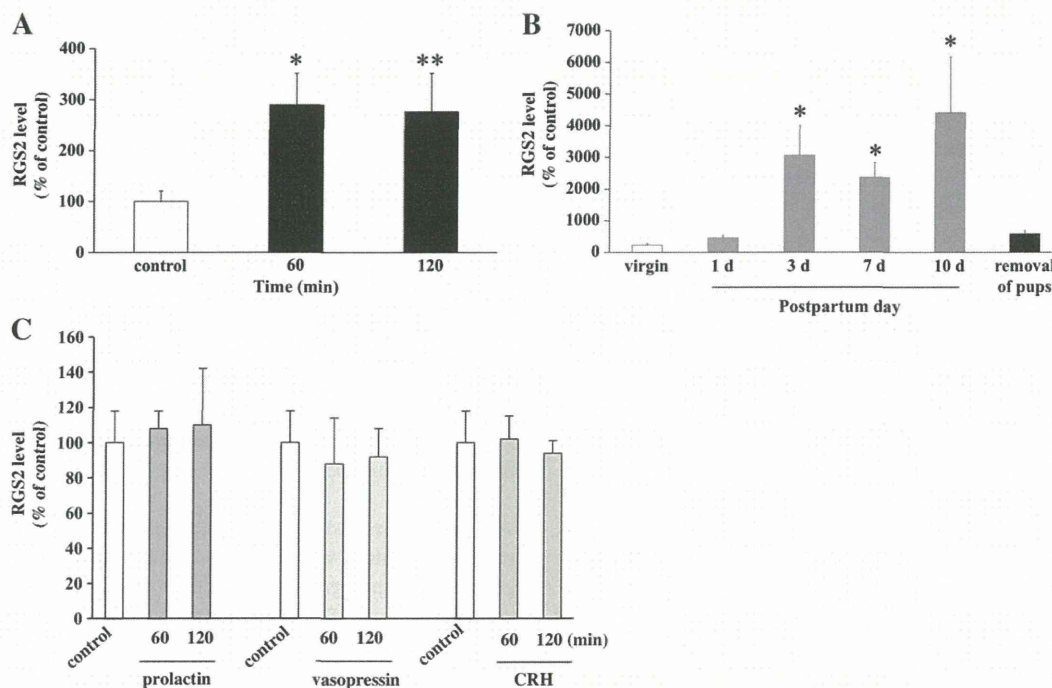 A
RGS2 level
(% of control)
400
300
200
100
0
*
**
control
60
120
Time (min)
B
RGS2 level
(% of control)
7000
6000
5000
4000
3000
2000
1000
0
*
*
*
virgin
1 d
3 d
7 d
10 d
removal
of pups
Postpartum day
C
RGS2 level
(% of control)
160
140
120
100
80
60
40
20
0
control
60
120
control
60
120
control
60
120 (min)
prolactin
vasopressin
CRH